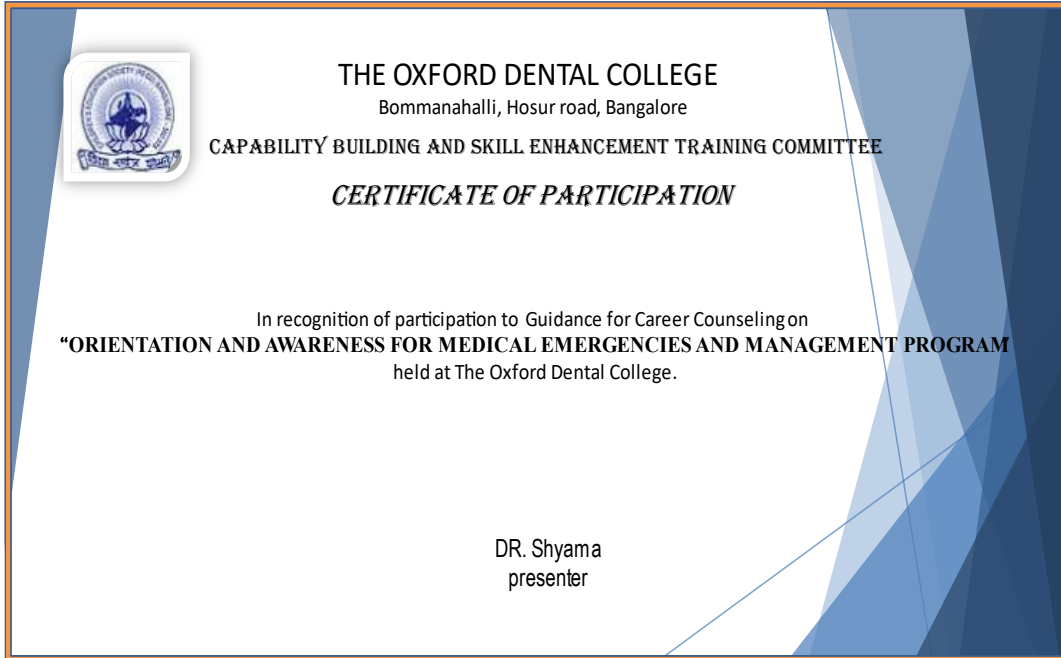 THE OXFORD DENTAL COLLEGE
Bommanahalli, Hosur road, Bangalore
CAPABILITY BUILDING AND SKILL ENHANCEMENT TRAINING COMMITTEE
CERTIFICATE OF PARTICIPATION
In recognition of participation to Guidance for Career Counseling on
“ORIENTATION AND AWARENESS FOR MEDICAL EMERGENCIES AND MANAGEMENT PROGRAM
held at The Oxford Dental College.
DR. Shyama
presenter